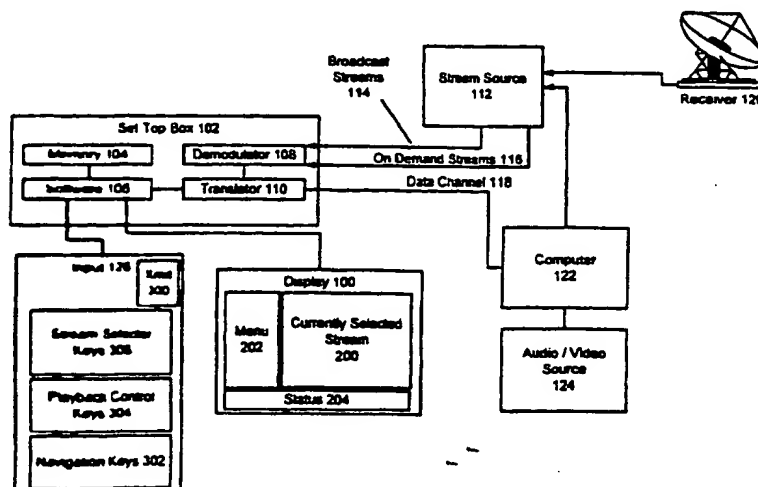 Broadcast
Streams
114
Stream Source
112
Receiver 120
Set Top Box 102
Memory 104
Demodulator 108
Software 106
Translator 110
On Demand Streams 116
Data Channel 118
Input 126
300
Stream Selector
Keys 306
Playback Control
Keys 304
Navigation Keys 302
Display 100
Menu
202
Currently Selected
Stream
200
Status 204
Computer
122
Audio / Video
Source
124